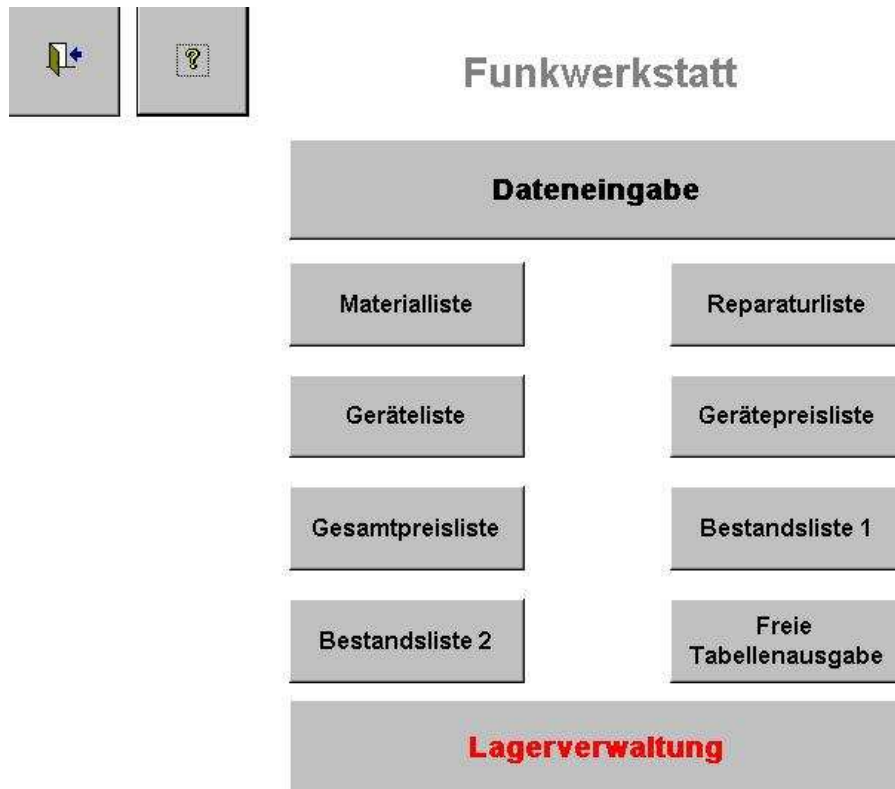 ?
Funkwerkstatt
Dateneingabe
Materialliste
Reparaturliste
Geräteliste
Gerätepreisliste
Gesamtpreisliste
Bestandsliste 1
Bestandsliste 2
Freie
Tabellenausgabe
Lagerverwaltung